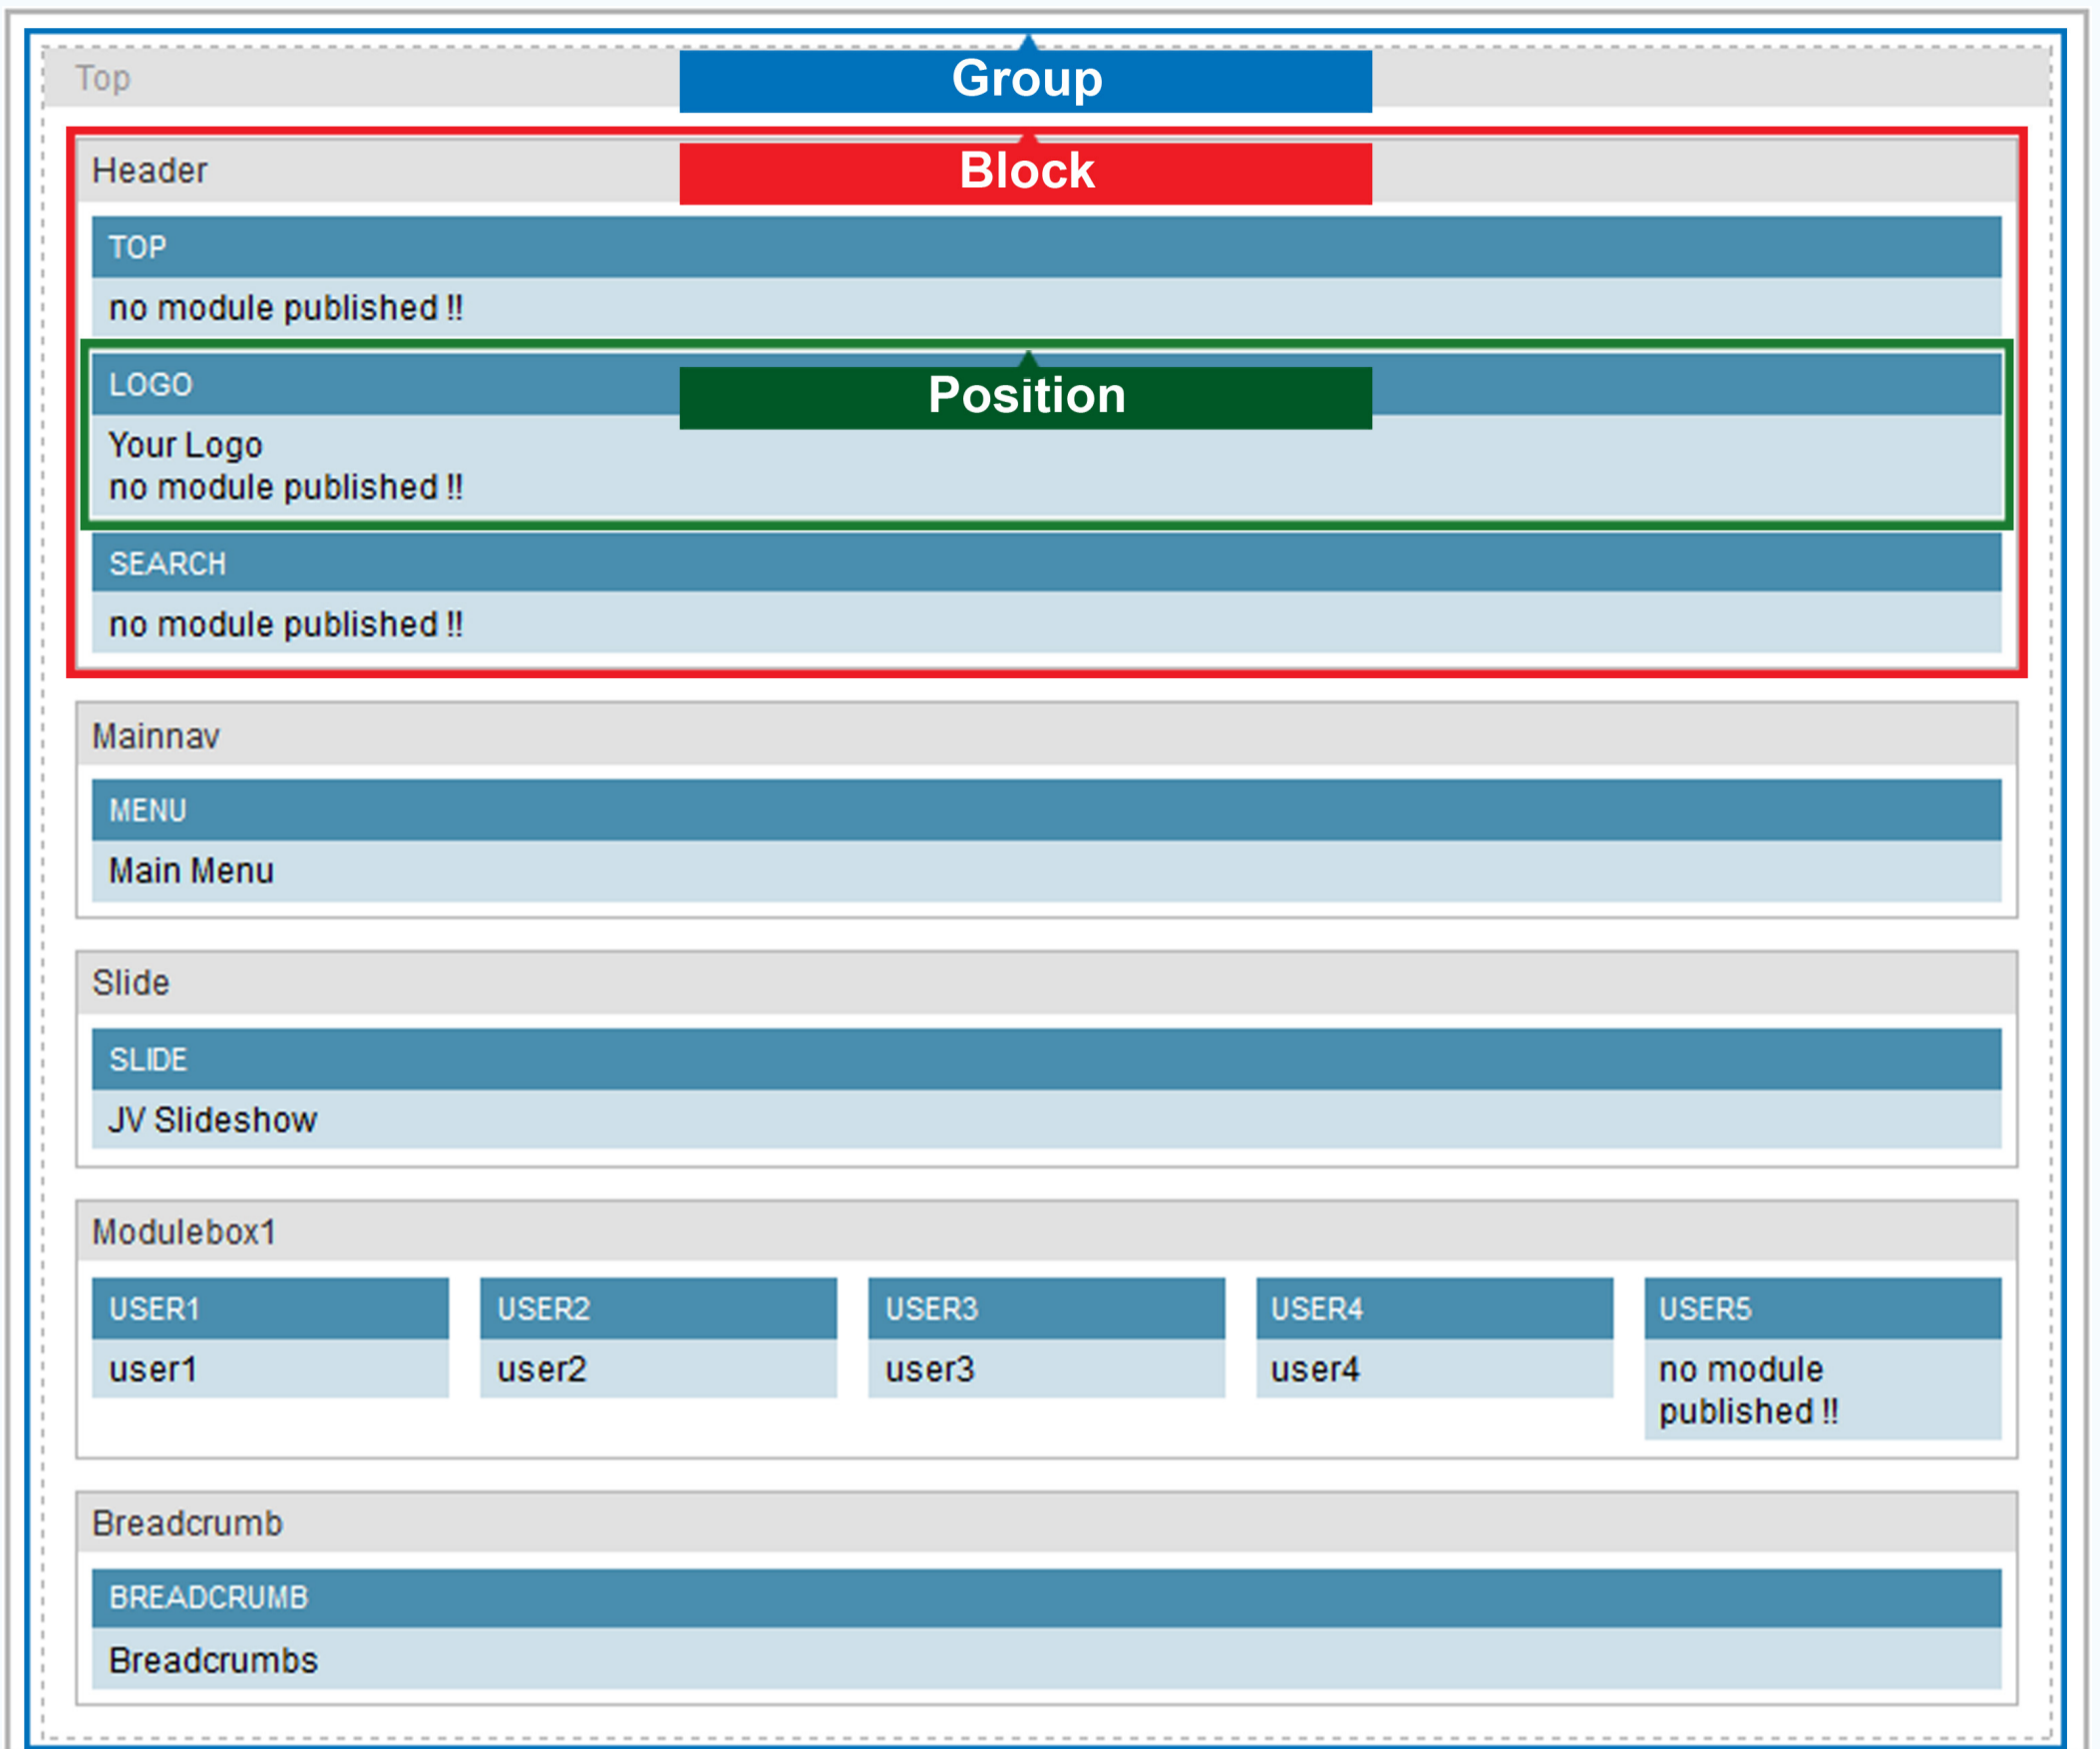 Top
Group
Header
Block
TOP
no module published !!
LOGO
Position
Your Logo
no module published !!
SEARCH
no module published !!
Mainnav
MENU
Main Menu
Slide
SLIDE
JV Slideshow
Modulebox1
USER1
user1
USER2
user2
USER3
user3
USER4
user4
USER5
no module
published !!
Breadcrumb
BREADCRUMB
Breadcrumbs